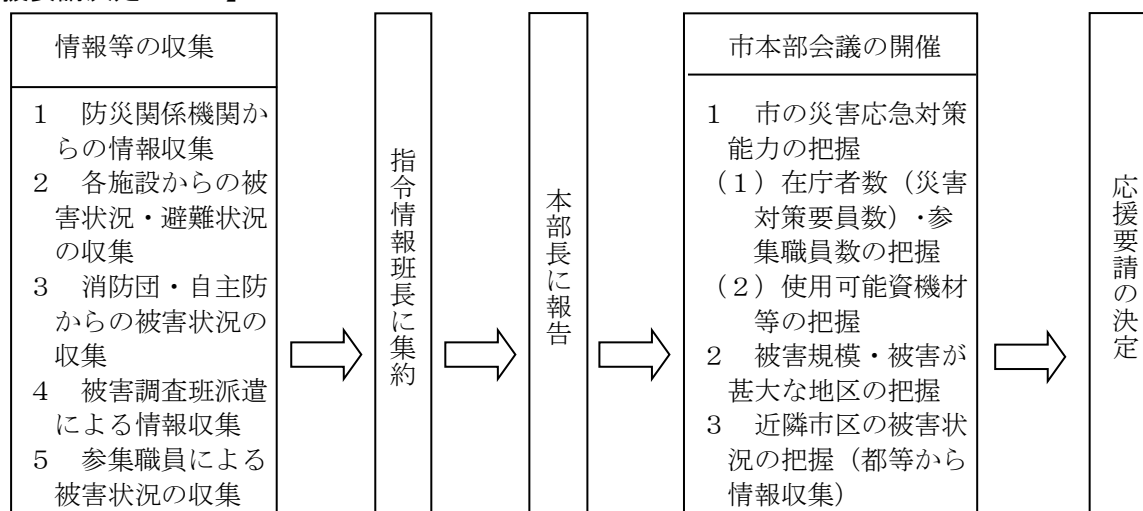 情報等の収集
1 防災関係機関か
らの情報収集
2 各施設からの被
害状況・避難状況
の収集
3 消防団・自主防
からの被害状況の
収集
4 被害調査班派遣
による情報収集
5 参集職員による
被害状況の収集
指令情報班長に集約
本部長に報告
市本部会議の開催
1 市の災害応急対策
能力の把握
(1)在庁者数(災害
対策要員数)・参
集職員数の把握
(2)使用可能資機材
等の把握
2 被害規模・被害が
甚大な地区の把握
3 近隣市区の被害状
況の把握(都等から
情報収集)
応援要請の決定